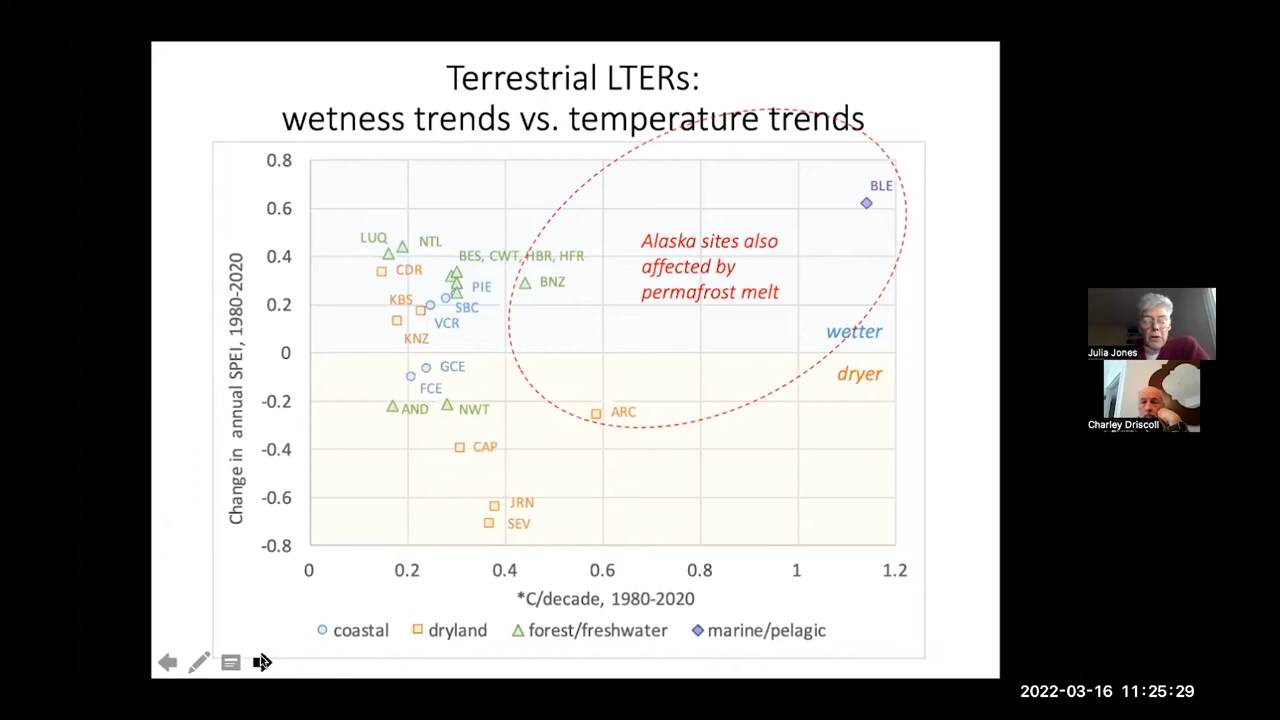 Terrestrial LTERs:
wetness trends vs. temperature trends
Change in annual SPEI, 1980-2020
0.8
0.6
0.4
0.2
0
-0.2
-0.4
-0.6
-0.8
BLE
LUQ
NTL
BES, CWT, HBR, HFR
CDR
PIE
BNZ
KBS
SBC
VCR
KNZ
GCE
FCE
AND
NWT
ARC
CAP
JRN
SEV
Alaska sites also
affected by
permafrost melt
wetter
dryer
0 0.2 0.4 0.6 0.8 1 1.2
*C/decade, 1980-2020
coastal dryland forest/freshwater marine/pelagic
Julia Jones
Charley Driscoll
2022-03-16 11:25:29